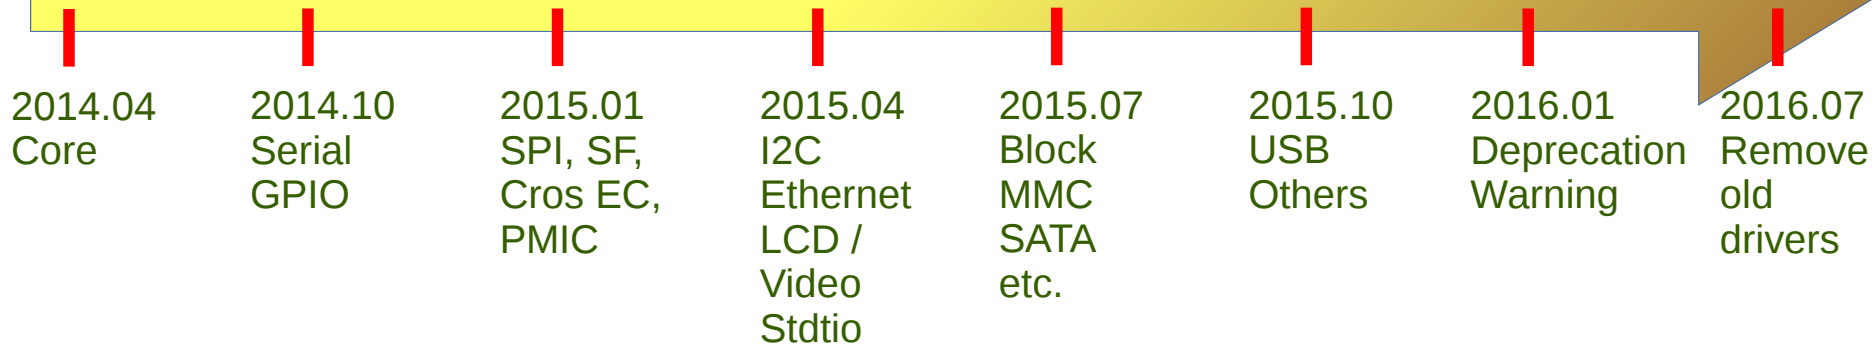 2014.04
Core
2014.10
Serial
GPIO
2015.01
SPI, SF,
Cros EC,
PMIC
2015.04
I2C
Ethernet
LCD /
Video
Stdtio
2015.07
Block
MMC
SATA
etc.
2015.10
USB
Others
2016.01
Deprecation
Warning
2016.07
Remove
old
drivers